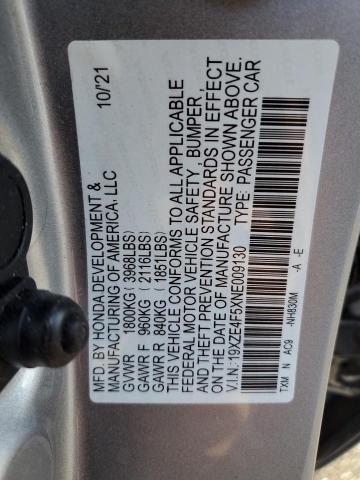 MFD. BY HONDA DEVELOPMENT & 10/'21
MANUFACTURING OF AMERICA, LLC
GVWR 1800KG(3968LBS)
GAWR F 960KG (2116LBS)
GAWR R 840KG (1851LBS)
THIS VEHICLE CONFORMS TO ALL APPLICABLE
FEDERAL MOTOR VEHICLE SAFETY, BUMPER,
AND THEFT PREVENTION STANDARDS IN EFFECT
ON THE DATE OF MANUFACTURE SHOWN ABOVE.
V.I.N.:19XZE4F5XNE009130 TYPE: PASSENGER CAR
TXM N AC9 -NH830M -A -E